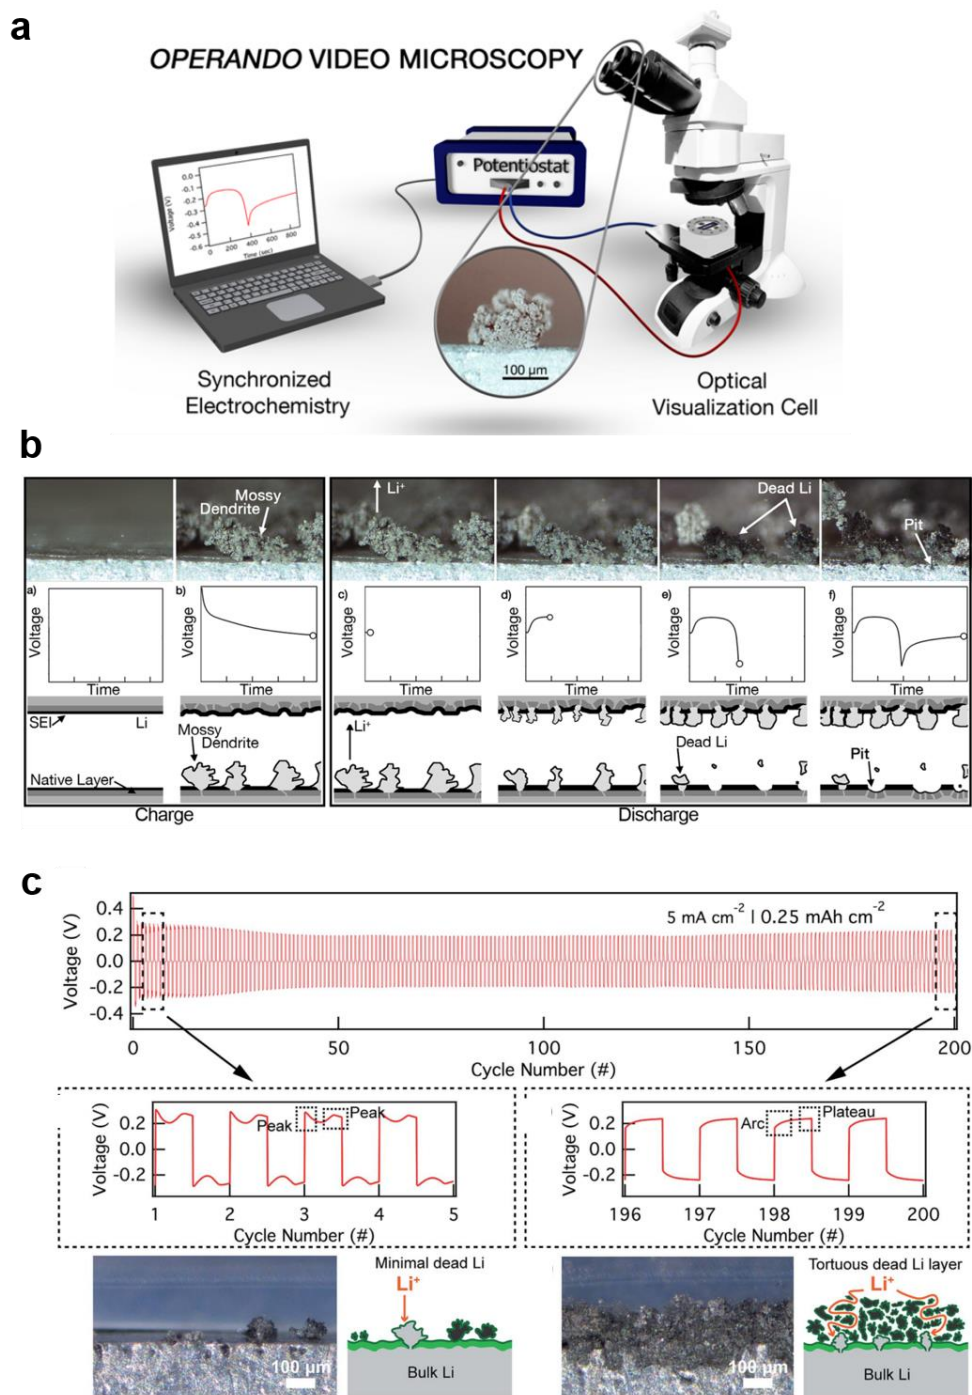 a
OPERANDO VIDEO MICROSCOPY
Potentiostat
0.0
-0.1
-0.2
-0.3
-0.4
-0.5
-0.6
Voltage (V)
0 200 400 600 800
Time (sec)
100 μm
Synchronized
Electrochemistry
Optical
Visualization Cell
b
Mossy
Dendrite
Li⁺
Dead Li
Pit
a) b) c) d) e) f)
Voltage Voltage Voltage Voltage Voltage Voltage
Time Time Time Time Time Time
SEI Li
Mossy
Dendrite
Li⁺
Dead Li
Pit
Native Layer
Charge Discharge
c
5 mA cm⁻² | 0.25 mAh cm⁻²
Voltage (V)
0.4
0.2
0.0
-0.2
-0.4
0 50 100 150 200
Cycle Number (#)
Voltage (V)
0.2
0.0
-0.2
Peak Peak
1 2 3 4 5
Cycle Number (#)
Voltage (V)
0.2
0.0
-0.2
Arc Plateau
196 197 198 199 200
Cycle Number (#)
100 μm
Minimal dead Li
Li⁺
Bulk Li
100 μm
Tortuous dead Li layer
Li⁺
Bulk Li